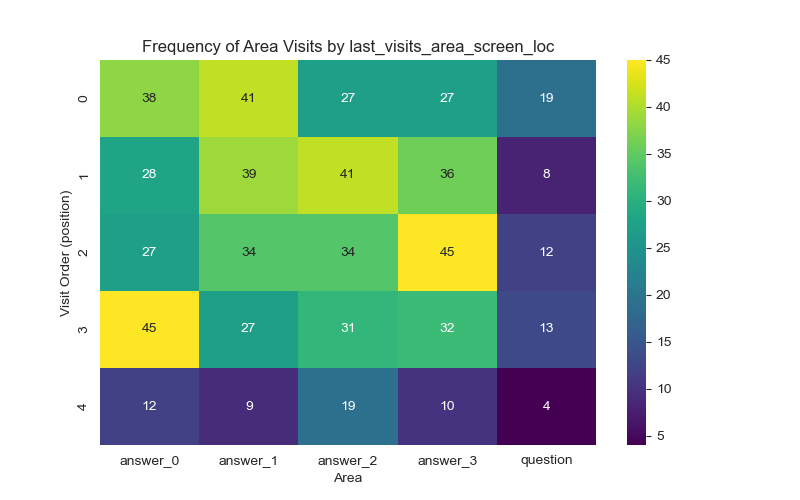 Frequency of Area Visits by last_visits_area_screen_loc
Visit Order (position)
0 38 41 27 27 19
1 28 39 41 36 8
2 27 34 34 45 12
3 45 27 31 32 13
4 12 9 19 10 4
answer_0 answer_1 answer_2 answer_3 question
Area
45
40
35
30
25
20
15
10
5